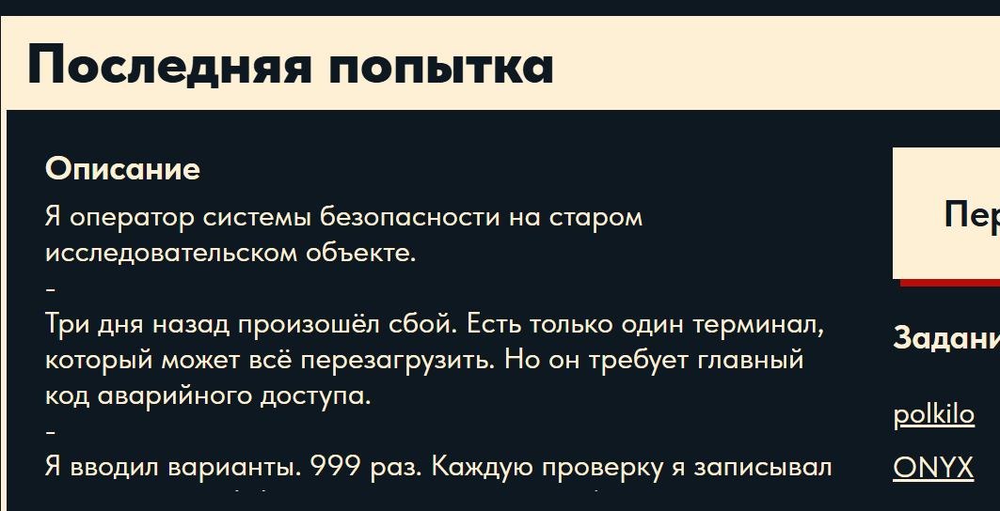 Последняя попытка
Описание
Я оператор системы безопасности на старом
исследовательском объекте.
-
Три дня назад произошёл сбой. Есть только один терминал,
который может всё перезагрузить. Но он требует главный
код аварийного доступа.
-
Я вводил варианты. 999 раз. Каждую проверку я записывал
Пер
Задани
polkilo
ONYX